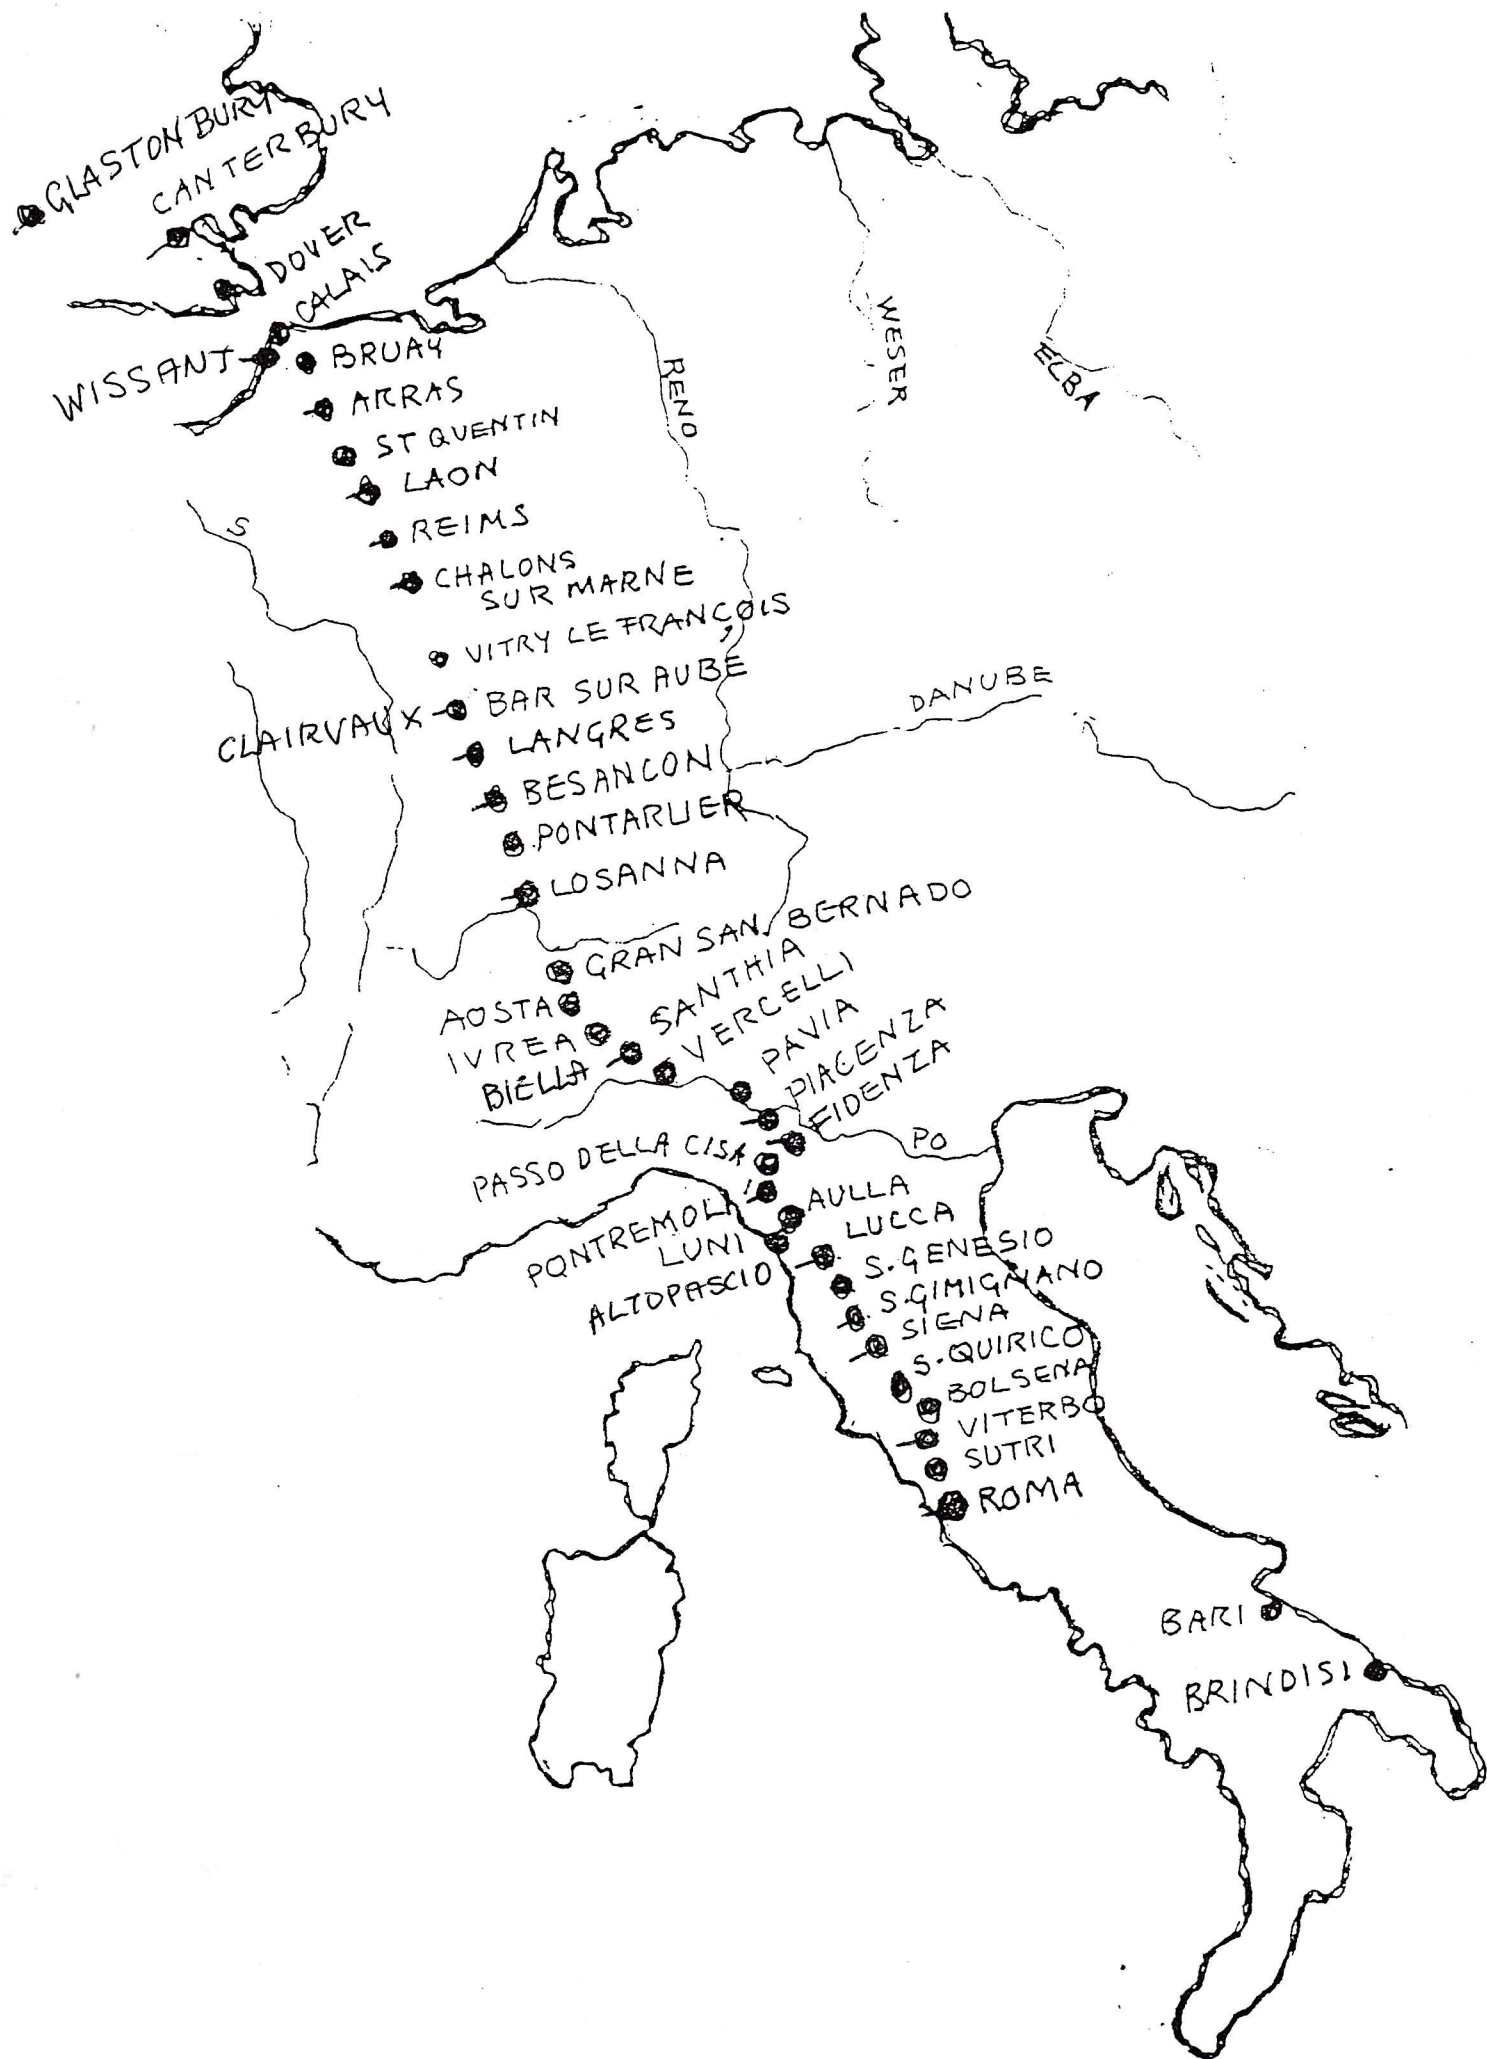 GLASTONBURY
CANTERBURY
DOVER
CALAIS
WISSANT
BRUAY
ARRAS
ST QUENTIN
LAON
REIMS
CHALONS
SUR MARNE
VITRY LE FRANÇOIS
BAR SUR AUBE
CLAIRVAUX
LANGRES
BESANCON
PONTARLIER
LOSANNA
GRAN SAN BERNADO
AOSTA
IVREA
BIELLA
SANTHIA
VERCELLI
PAVIA
PIACENZA
FIDENZA
PASSO DELLA CISA
PONTREMOLI
AULLA
LUNI
LUCCA
ALTOPASCIO
S. GENESIO
S. GIMIGNANO
SIENA
S. QUIRICO
BOLSENA
VITERBO
SUTRI
ROMA
BARI
BRINDISI
S
RENO
WESER
ELBA
DANUBE
PO